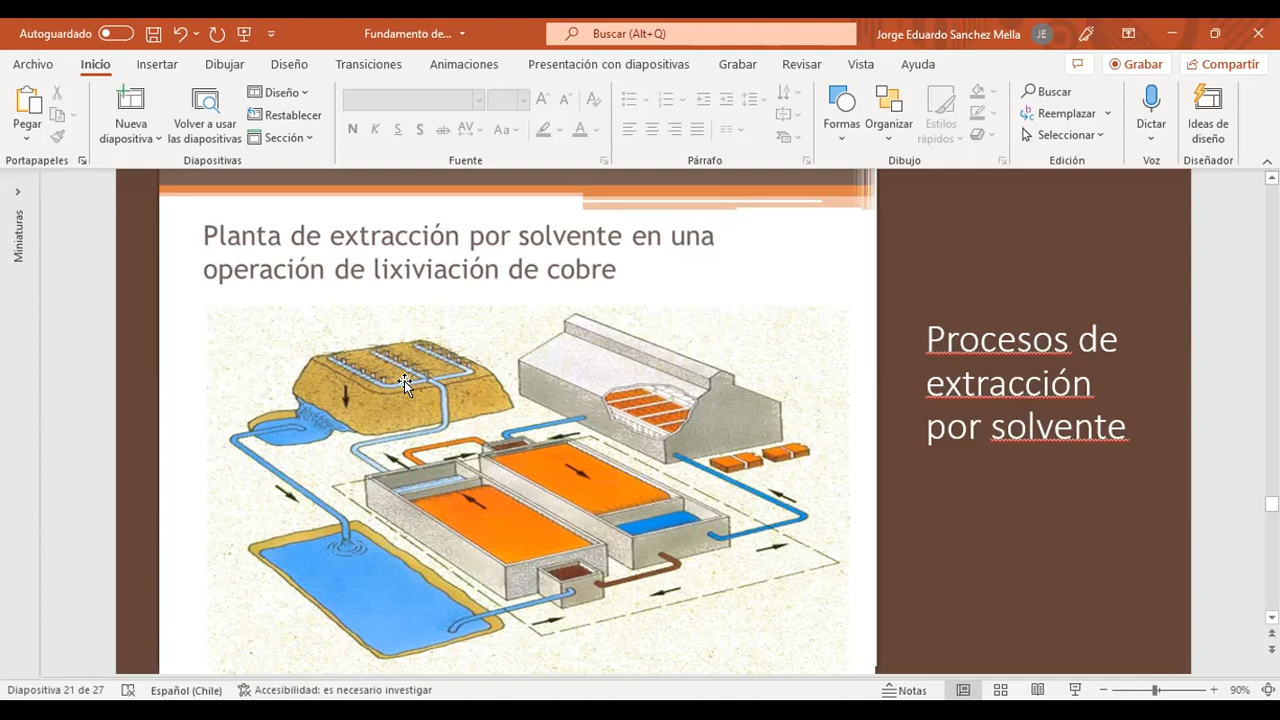 Autoguardado
Fundamento de...
Buscar (Alt+Q)
Jorge Eduardo Sanchez Mella
JE
Archivo
Inicio
Insertar
Dibujar
Diseño
Transiciones
Animaciones
Presentación con diapositivas
Grabar
Revisar
Vista
Ayuda
Grabar
Compartir
Pegar
Nueva
diapositiva
Volver a usar
las diapositivas
Diseño
Restablecer
Sección
N
K
S
S
ab
AV
Aa
A
Formas
Organizar
Estilos
rápidos
Buscar
Reemplazar
Seleccionar
Dictar
Ideas de
diseño
Portapapeles
Diapositivas
Fuente
Párrafo
Dibujo
Edición
Voz
Diseñador
Miniaturas
Planta de extracción por solvente en una
operación de lixiviación de cobre
Procesos de
extracción
por solvente
Diapositiva 21 de 27
Español (Chile)
Accesibilidad: es necesario investigar
Notas
90%